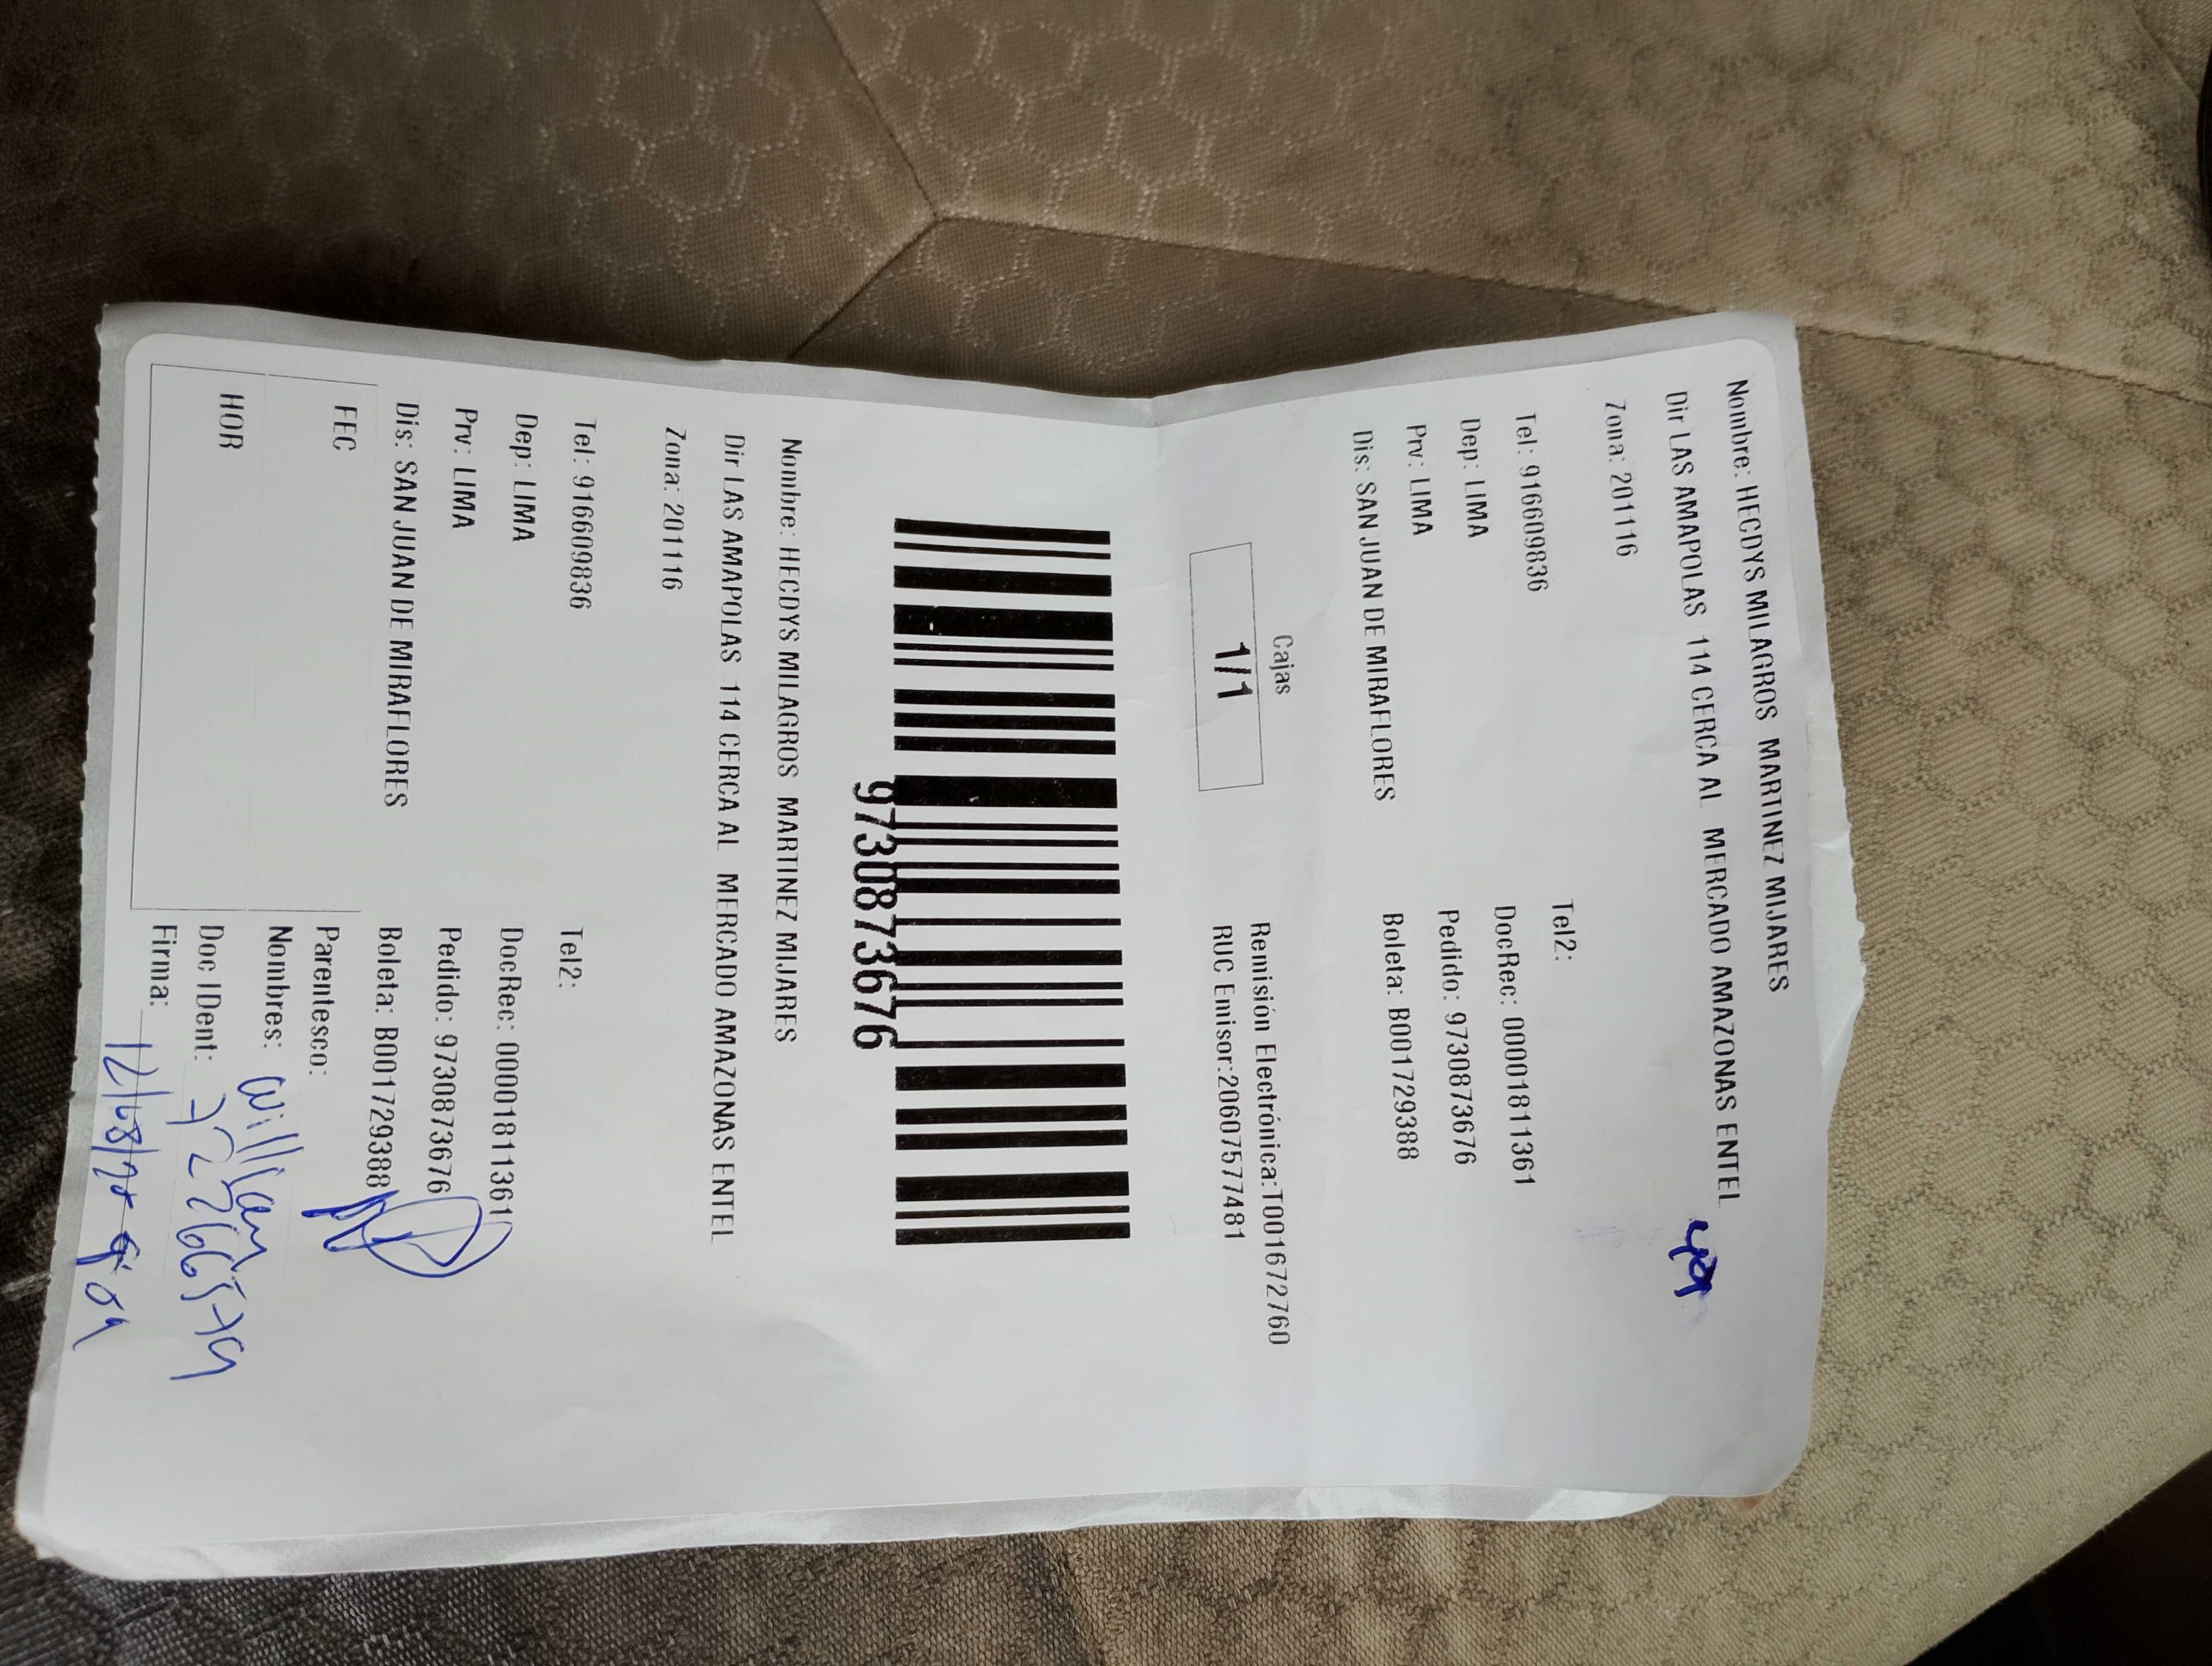 Nombre: HECDYS MILAGROS MARTINEZ MIJARES
Dir LAS AMAPOLAS 114 CERCA AL MERCADO AMAZONAS ENTEL
Zona: 201116
Tel: 916609836 Tel2:
Dep: LIMA DocRec: 00001811361
Prv: LIMA Pedido: 9730873676
Dis: SAN JUAN DE MIRAFLORES Boleta: B001729388
Cajas
1/1
Remisión Electrónica:T001672760
RUC Emisor:20607577481
9730873676
Nombre: HECDYS MILAGROS MARTINEZ MIJARES
Dir LAS AMAPOLAS 114 CERCA AL MERCADO AMAZONAS ENTEL
Zona: 201116
Tel: 916609836 Tel2:
Dep: LIMA DocRec: 00001811361
Prv: LIMA Pedido: 9730873676
Dis: SAN JUAN DE MIRAFLORES Boleta: B001729388
FEC Parentesco:
Nombres: William
HOR Doc IDent:
Firma: